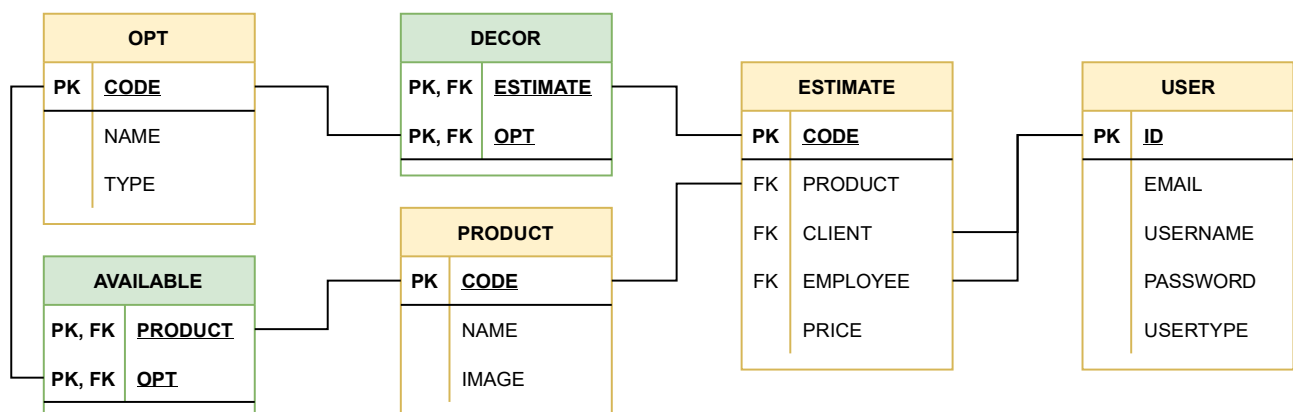 OPT
PK CODE
NAME
TYPE
DECOR
PK, FK ESTIMATE
PK, FK OPT
ESTIMATE
PK CODE
FK PRODUCT
FK CLIENT
FK EMPLOYEE
PRICE
USER
PK ID
EMAIL
USERNAME
PASSWORD
USERTYPE
AVAILABLE
PK, FK PRODUCT
PK, FK OPT
PRODUCT
PK CODE
NAME
IMAGE